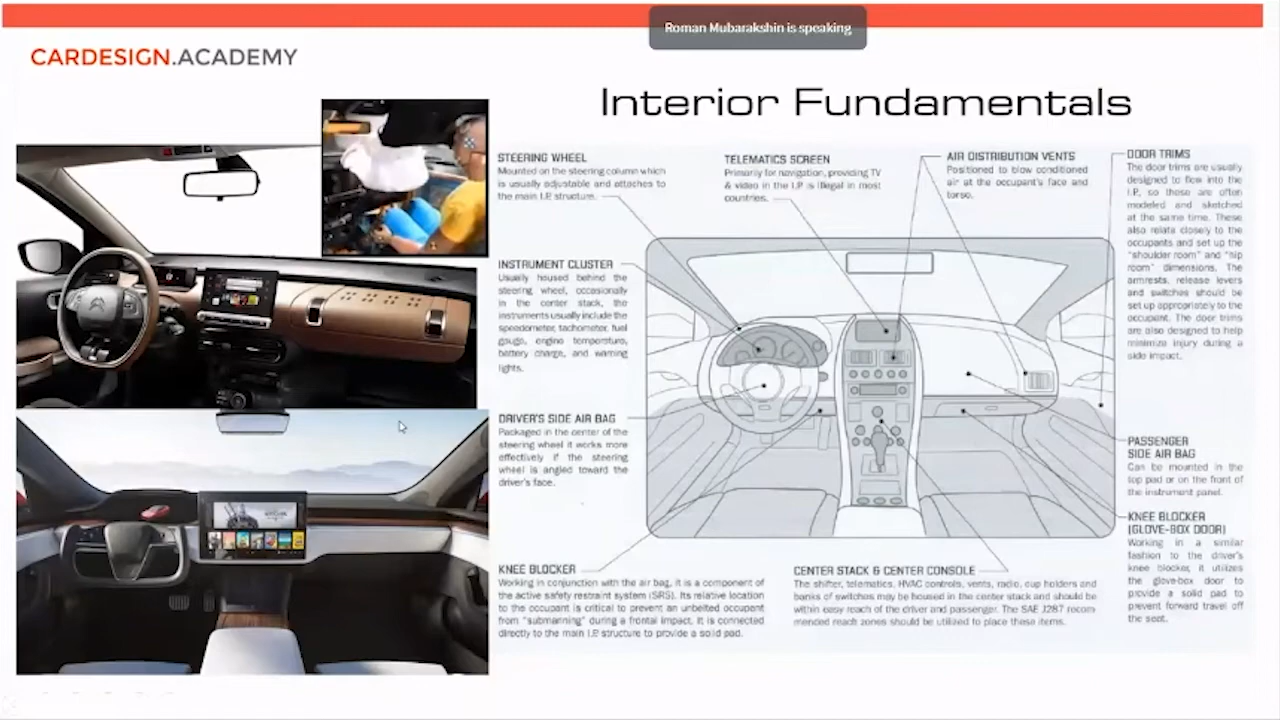 Roman Mubarakshin is speaking
CARDESIGN.ACADEMY
Interior Fundamentals
STEERING WHEEL
Mounted on the steering column which
is usually adjustable and attaches to
the main I.P. structure.
TELEMATICS SCREEN
Primarily for navigation, providing TV
& video in the I.P is illegal in most
countries.
AIR DISTRIBUTION VENTS
Positioned to blow conditioned
air at the occupant's face and
torso.
DOOR TRIMS
The door trims are usually
designed to flow into the
I.P, so these are often
modeled and sketched
at the same time. These
also relate closely to the
occupants and set up the
"shoulder room" and "hip
room" dimensions. The
armrests, release levers
and switches should be
set up appropriately to the
occupant. The door trims
are also designed to help
minimize injury during a
side impact.
INSTRUMENT CLUSTER
Usually housed behind the
steering wheel, occasionally
in the center stack, the
instruments usually include the
speedometer, tachometer, fuel
gauge, engine temperature,
battery charge, and warning
lights.
DRIVER'S SIDE AIR BAG
Packaged in the center of the
steering wheel it works more
effectively if the steering
wheel is angled toward the
driver's face.
PASSENGER
SIDE AIR BAG
Can be mounted in the
top pad or on the front of
the instrument panel.
KNEE BLOCKER
(GLOVE-BOX DOOR)
Working in a similar
fashion to the driver's
knee blocker, it utilizes
the glove-box door to
provide a solid pad to
prevent forward travel off
the seat.
KNEE BLOCKER
Working in conjunction with the air bag, it is a component of
the active safety restraint system (SRS). Its relative location
to the occupant is critical to prevent an unbelted occupant
from "submarining" during a frontal impact. It is connected
directly to the main I.P. structure to provide a solid pad.
CENTER STACK & CENTER CONSOLE
The shifter, telematics, HVAC controls, vents, radio, cup holders and
banks of switches may be housed in the center stack and should be
within easy reach of the driver and passenger. The SAE J287 recom
mended reach zones should be utilized to place these items.